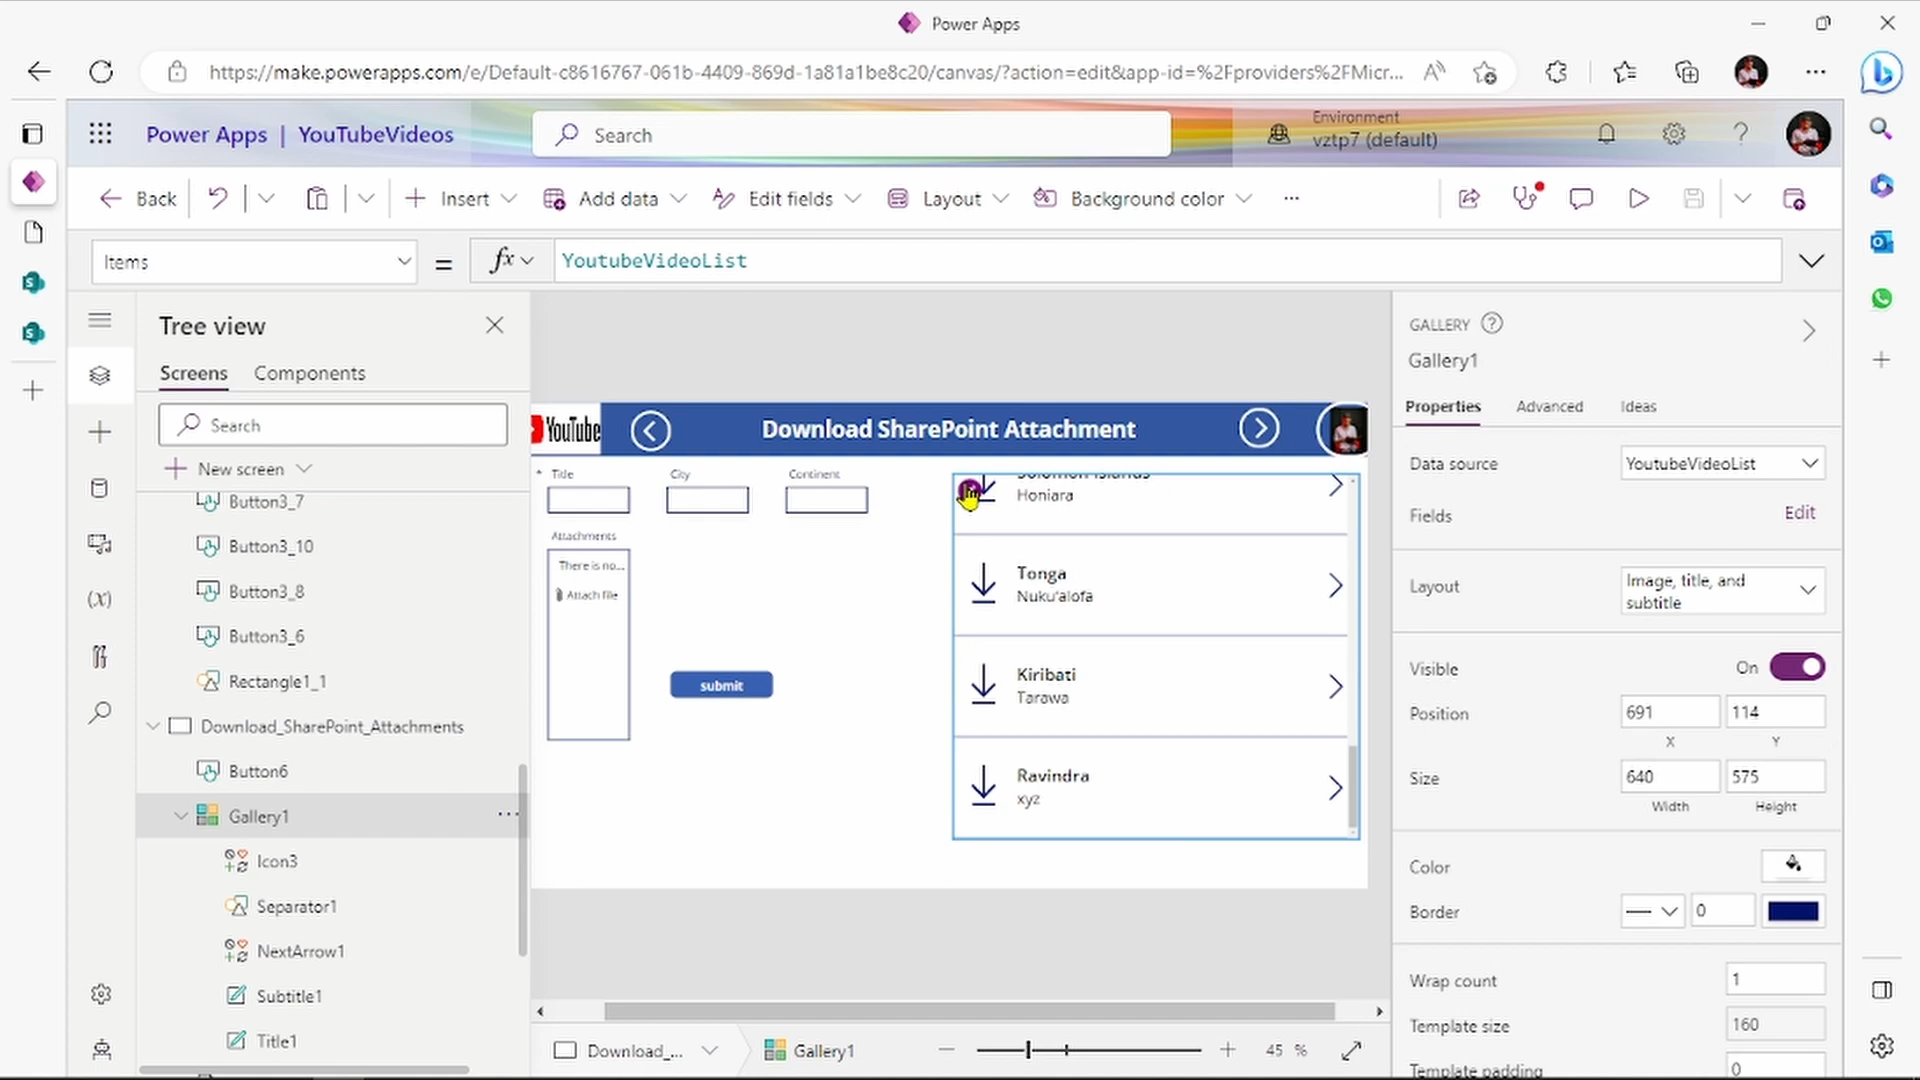 Power Apps
https://make.powerapps.com/e/Default-c8616767-061b-4409-869d-1a81a1be8c20/canvas/?action=edit&app-id=%2Fproviders%2FMicr...
Power Apps | YouTubeVideos
Search
Environment
vztp7 (default)
Back
Insert
Add data
Edit fields
Layout
Background color
...
Items
=
fx
YoutubeVideoList
Tree view
Screens
Components
Search
New screen
Button3_7
Button3_10
Button3_8
Button3_6
Rectangle1_1
Download_SharePoint_Attachments
Button6
Gallery1
Icon3
Separator1
NextArrow1
Subtitle1
Title1
YouTube
Download SharePoint Attachment
* Title
City
Continent
Attachments
There is no...
Attach file
submit
Solomon Islands
Honiara
Tonga
Nuku'alofa
Kiribati
Tarawa
Ravindra
xyz
Download_...
Gallery1
45 %
GALLERY
Gallery1
Properties
Advanced
Ideas
Data source
YoutubeVideoList
Fields
Edit
Layout
Image, title, and
subtitle
Visible
On
Position
691
114
X
Y
Size
640
575
Width
Height
Color
Border
0
Wrap count
1
Template size
160
Template padding
0